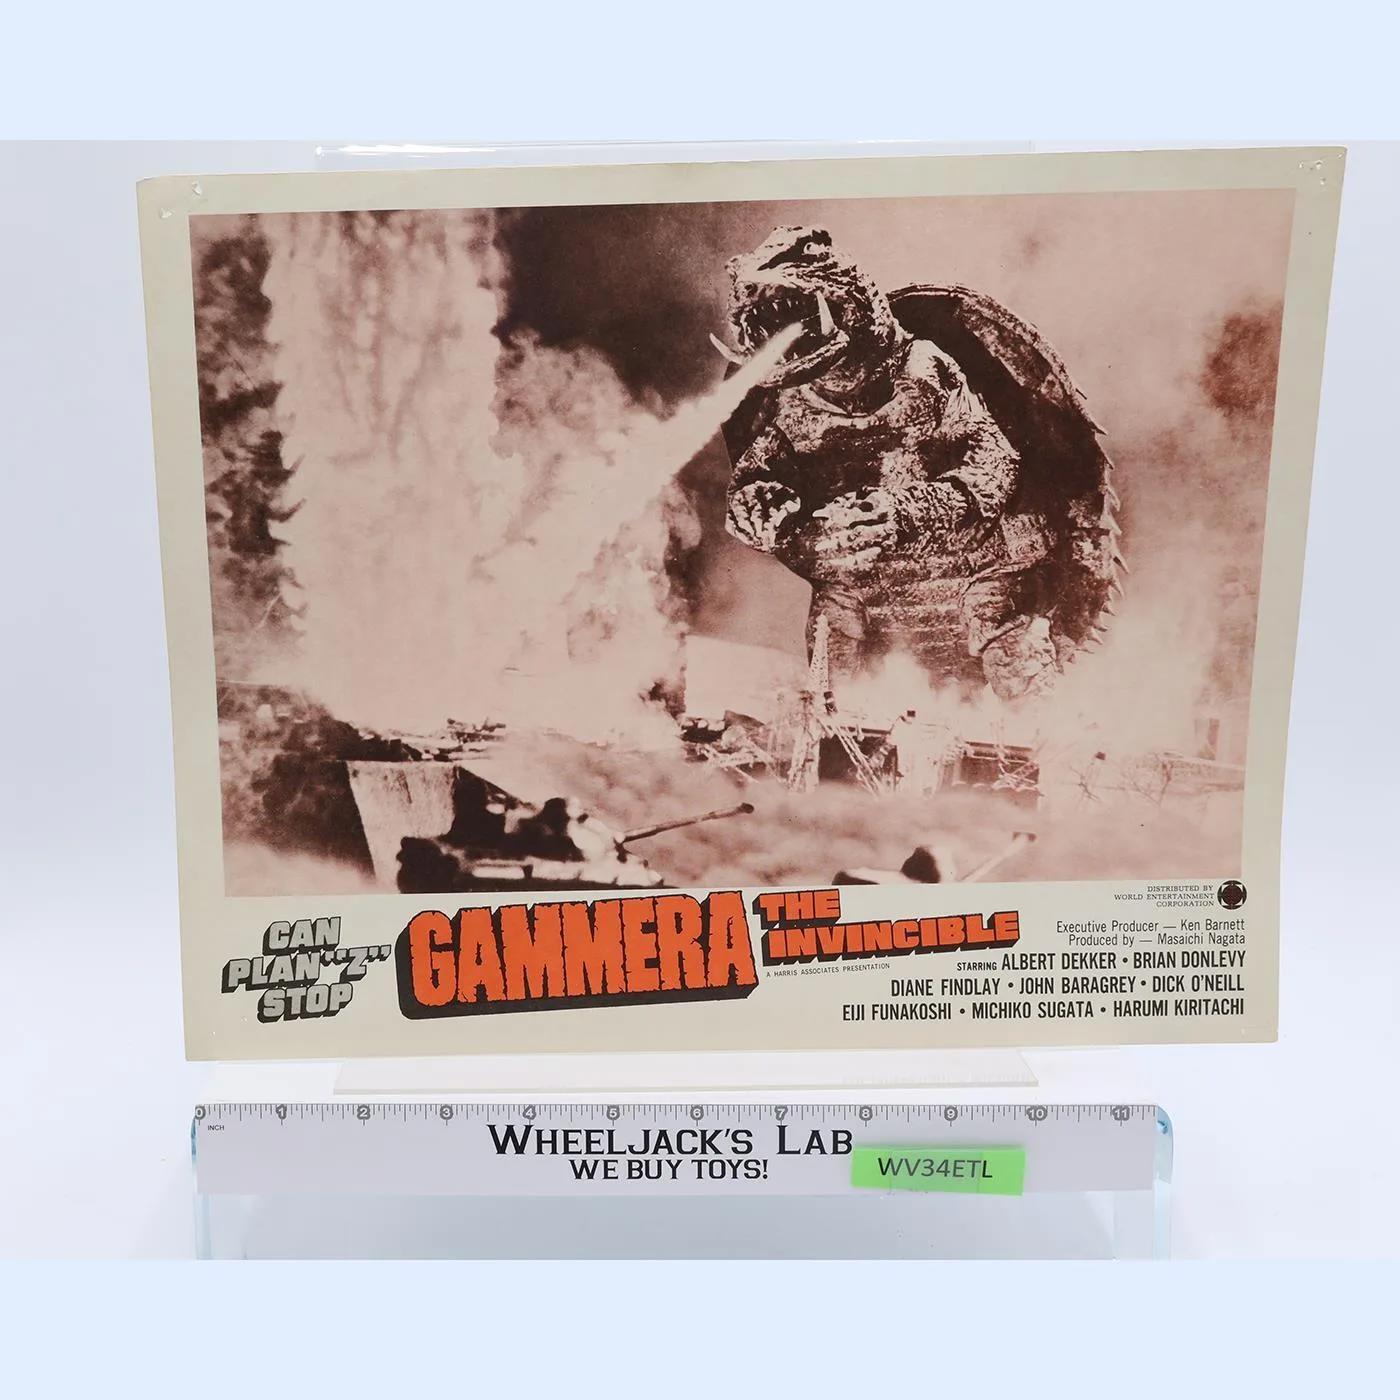 CAN
PLAN "Z"
STOP
GAMMERA
THE
INVINCIBLE
A HARRIS ASSOCIATES PRESENTATION
DISTRIBUTED BY
WORLD ENTERTAINMENT
CORPORATION
Executive Producer — Ken Barnett
Produced by — Masaichi Nagata
STARRING ALBERT DEKKER • BRIAN DONLEVY
DIANE FINDLAY • JOHN BARAGREY • DICK O'NEILL
EIJI FUNAKOSHI • MICHIKO SUGATA • HARUMI KIRITACHI
0 1 2 3 4 5 6 7 8 9 10 11
INCH
WHEELJACK'S LAB
WE BUY TOYS!
WV34ETL